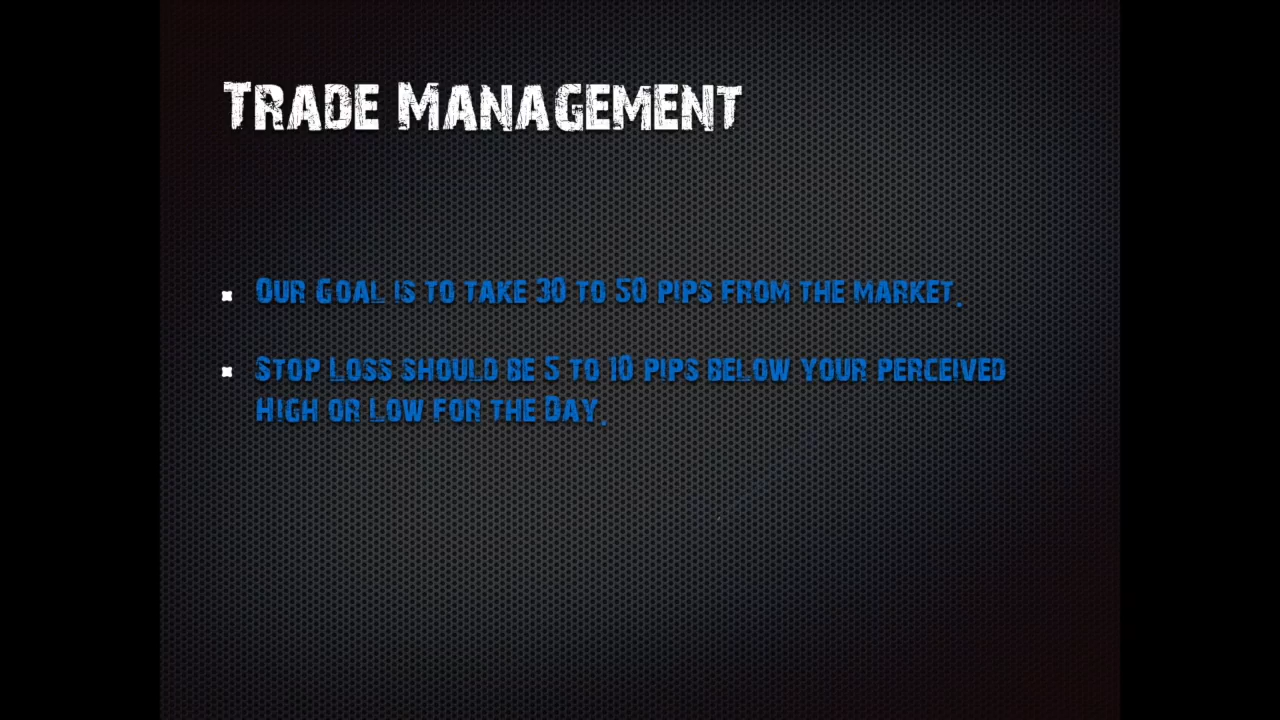 Trade Management
Our Goal is to take 30 to 50 pips from the market.
Stop Loss should be 5 to 10 pips below your perceived
High or low for the Day.